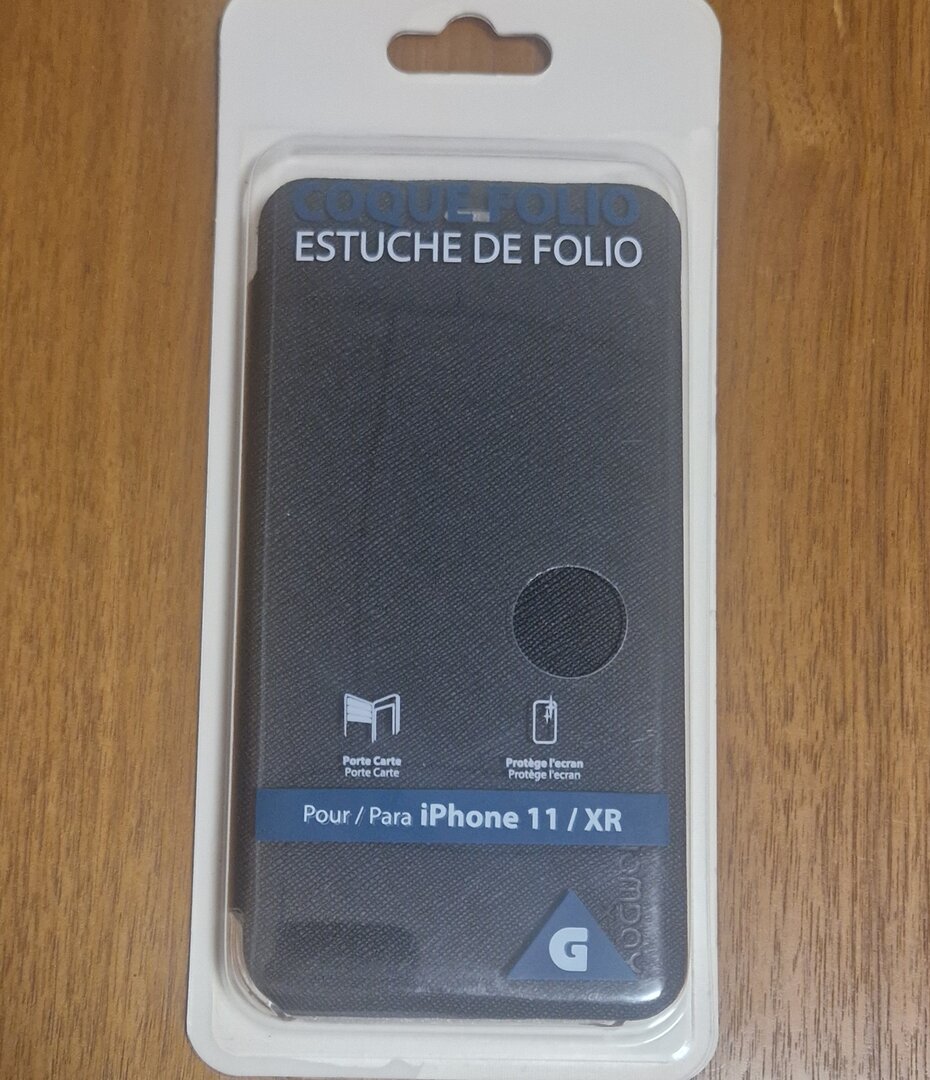 COQUE FOLIO
ESTUCHE DE FOLIO
Porte Carte
Porte Carte
Protège l'ecran
Protège l'ecran
Pour / Para iPhone 11 / XR
G